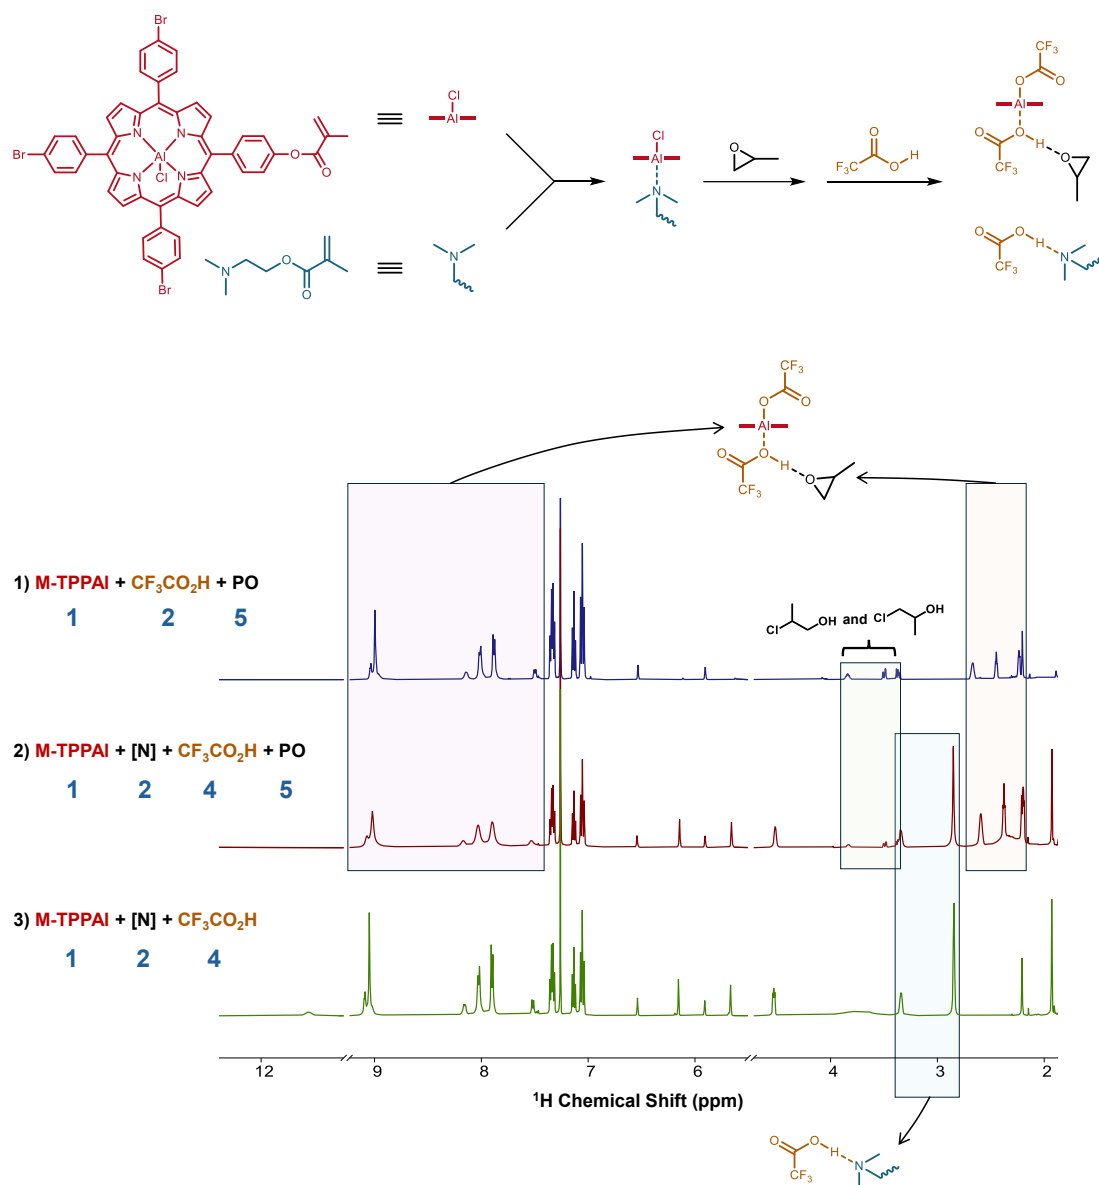 Br
Br
Br
N
N
N
N
Al
Cl
O
O
Cl
Al
N
O
O
N
Cl
Al
N
O
O
F₃C
O
H
CF₃
O
O
Al
O
O
H
CF₃
O
O
O
H
CF₃
N
CF₃
O
O
Al
O
O
H
CF₃
O
1) M-TPPAl + CF₃CO₂H + PO
1 2 5
Cl OH and Cl OH
2) M-TPPAl + [N] + CF₃CO₂H + PO
1 2 4 5
3) M-TPPAl + [N] + CF₃CO₂H
1 2 4
12 9 8 7 6 4 3 2
¹H Chemical Shift (ppm)
O
O
H
CF₃
N